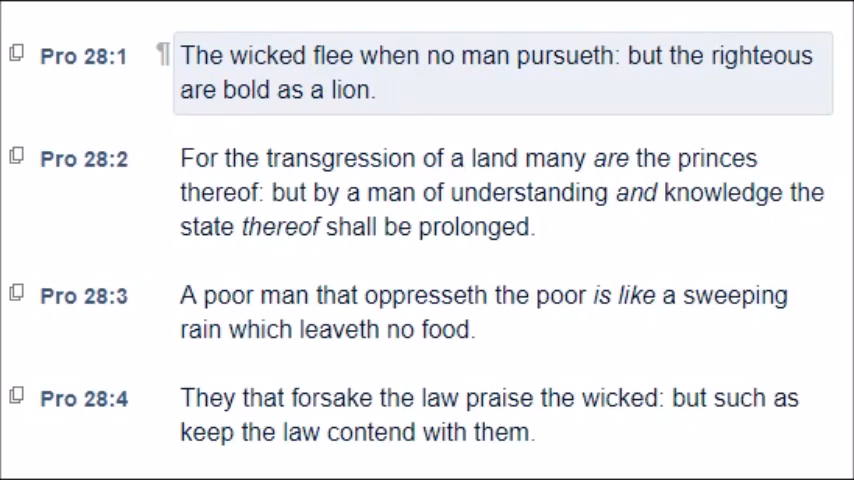 Pro 28:1 ¶ The wicked flee when no man pursueth: but the righteous
are bold as a lion.
Pro 28:2 For the transgression of a land many are the princes
thereof: but by a man of understanding and knowledge the
state thereof shall be prolonged.
Pro 28:3 A poor man that oppresseth the poor is like a sweeping
rain which leaveth no food.
Pro 28:4 They that forsake the law praise the wicked: but such as
keep the law contend with them.